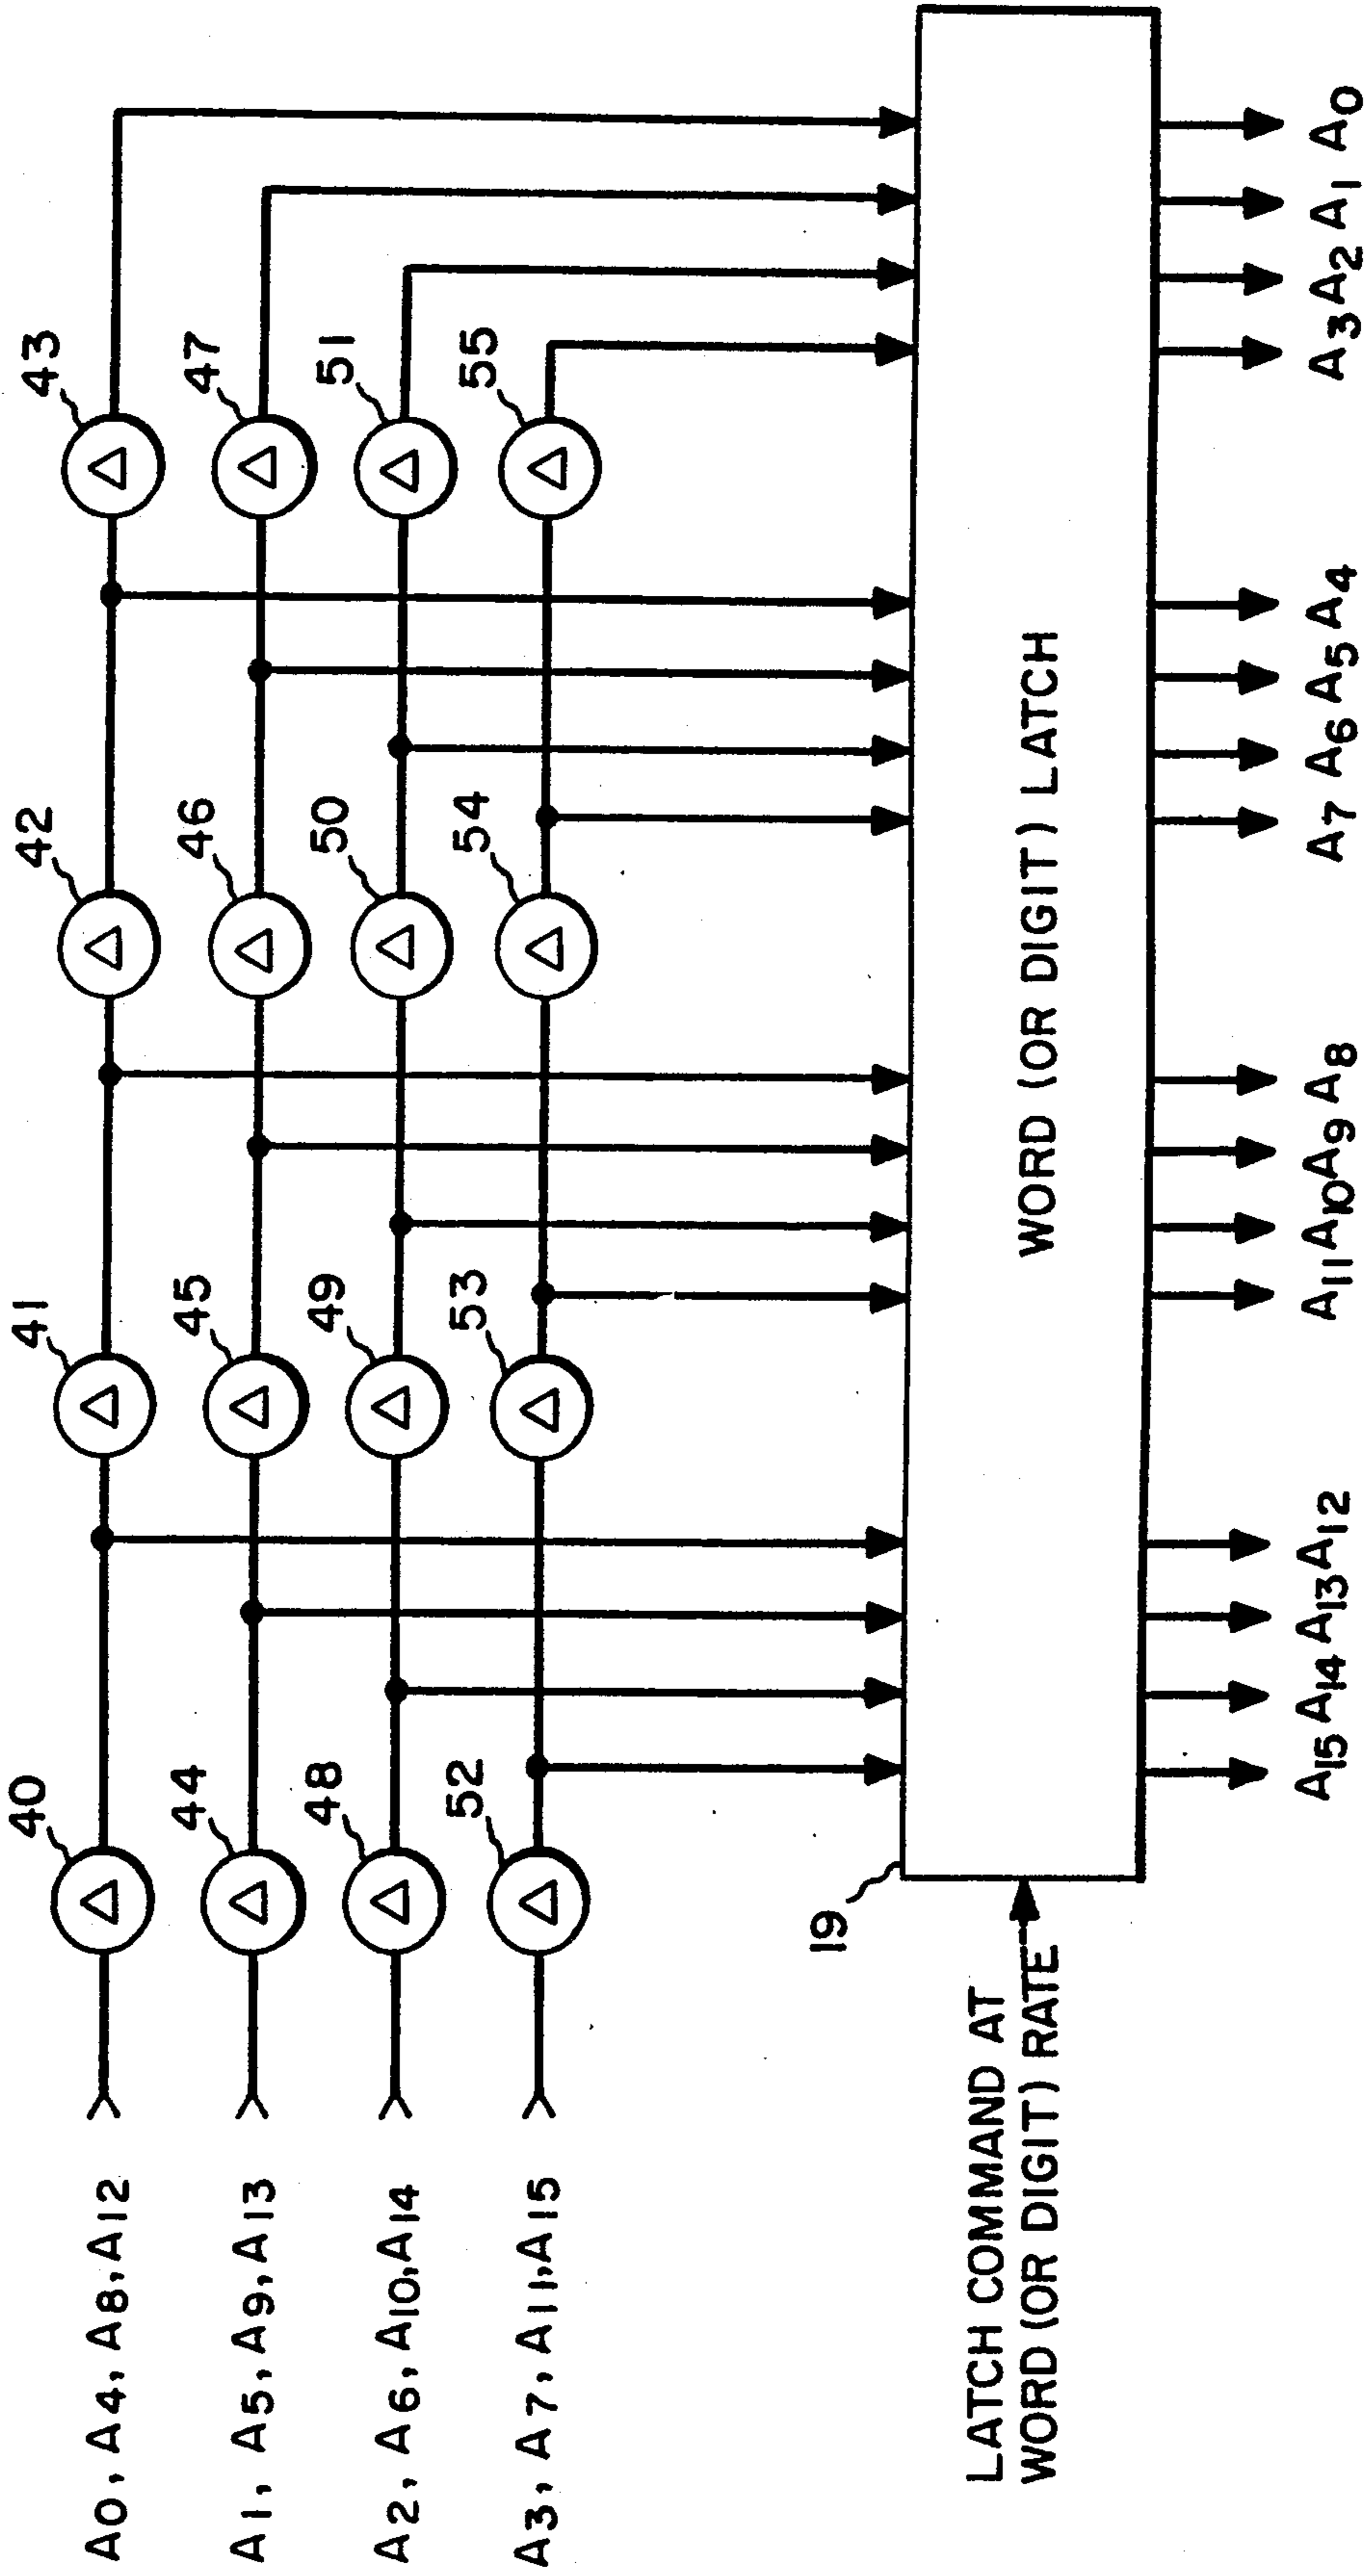 40 41 42 43
A0, A4, A8, A12
44 45 46 47
A1, A5, A9, A13
48 49 50 51
A2, A6, A10, A14
52 53 54 55
A3, A7, A11, A15
19
LATCH COMMAND AT
WORD (OR DIGIT) RATE
WORD (OR DIGIT) LATCH
A15 A14 A13 A12 A11 A10 A9 A8 A7 A6 A5 A4 A3 A2 A1 A0